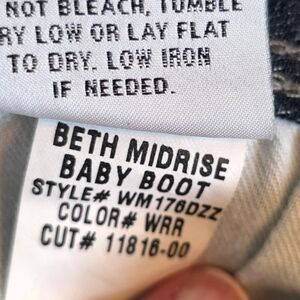 NOT BLEACH, TUMBLE
RY LOW OR LAY FLAT
TO DRY. LOW IRON
IF NEEDED.
BETH MIDRISE
BABY BOOT
STYLE# WM176DZZ
COLOR# WRR
CUT# 11816-00